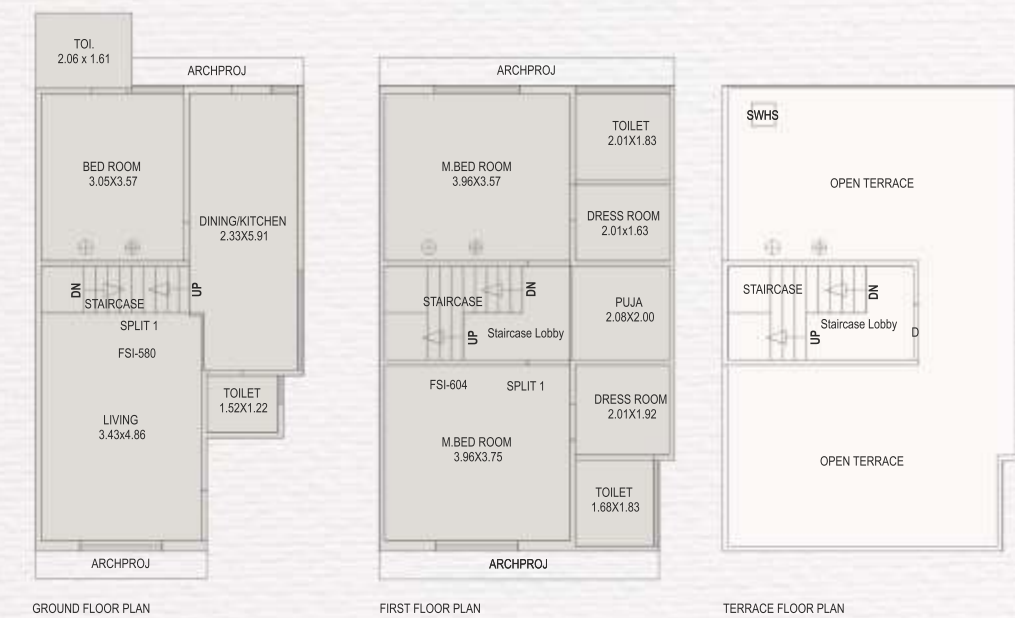 TOI.
2.06 x 1.61
ARCHPROJ
BED ROOM
3.05X3.57
DINING/KITCHEN
2.33X5.91
DN
STAIRCASE
UP
SPLIT 1
FSI-580
TOILET
1.52X1.22
LIVING
3.43x4.86
ARCHPROJ
GROUND FLOOR PLAN
ARCHPROJ
TOILET
2.01X1.83
M.BED ROOM
3.96X3.57
DRESS ROOM
2.01x1.63
STAIRCASE
DN
PUJA
2.08X2.00
UP
Staircase Lobby
FSI-604
SPLIT 1
DRESS ROOM
2.01X1.92
M.BED ROOM
3.96X3.75
TOILET
1.68X1.83
ARCHPROJ
FIRST FLOOR PLAN
SWHS
OPEN TERRACE
STAIRCASE
DN
Staircase Lobby
UP
D
OPEN TERRACE
TERRACE FLOOR PLAN